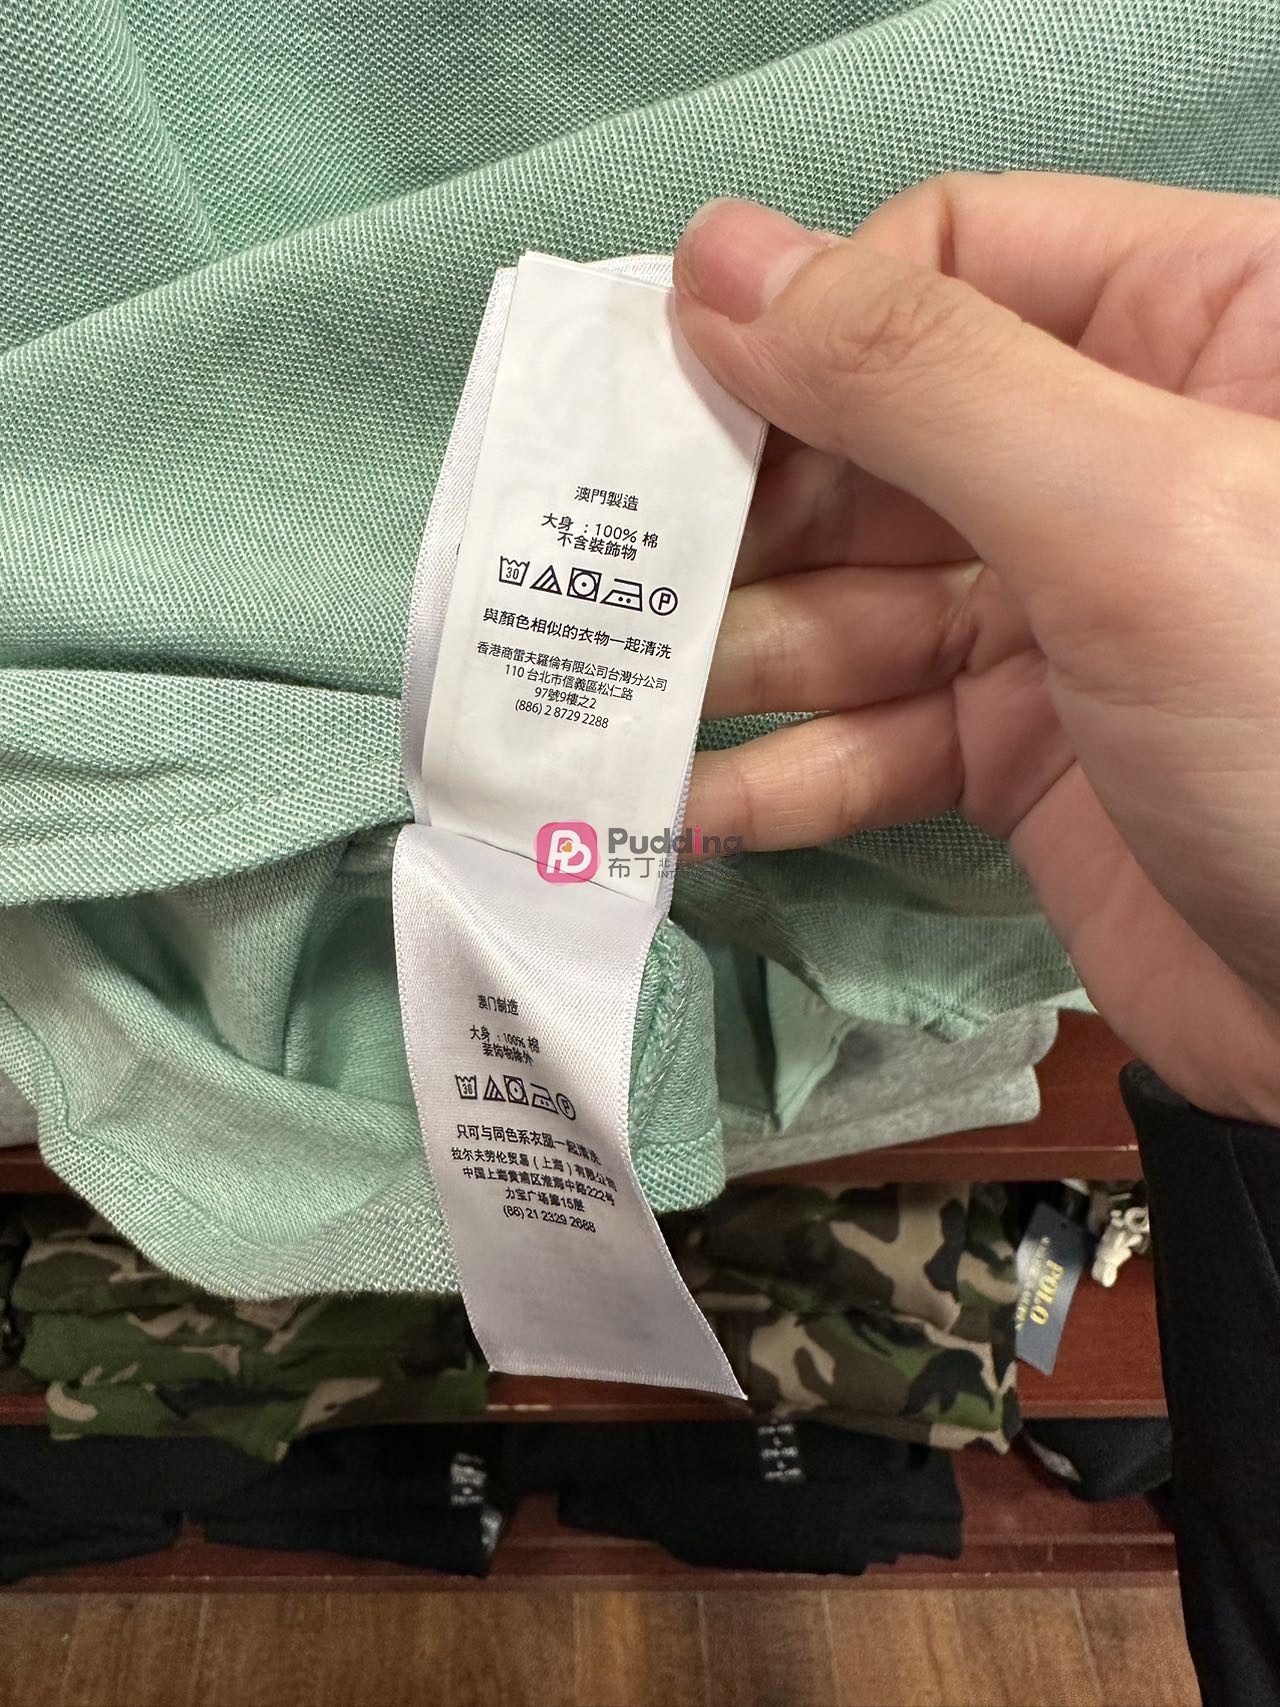 澳門製造
大身：100% 棉
不含裝飾物
30
P
與顏色相似的衣物一起清洗
香港商雷夫羅倫有限公司台灣分公司
110 台北市信義區松仁路
97號9樓之2
(886) 2 8729 2288
Pudding
布丁
INTERNATIONAL
澳门制造
大身：100% 棉
装饰物除外
30
P
只可与同色系衣服一起清洗
拉尔夫劳伦贸易（上海）有限公司
中国上海黄浦区淮海中路222号
力宝广场15层
(86) 21 2329 2688
POLO